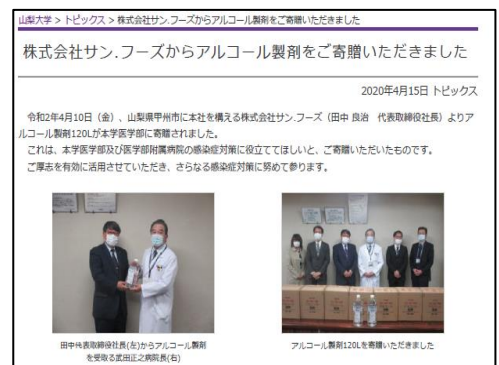 山梨大学 > トピックス > 株式会社サン.フーズからアルコール製剤をご寄贈いただきました
株式会社サン.フーズからアルコール製剤をご寄贈いただきました
2020年4月15日 トピックス
令和2年4月10日（金）、山梨県甲州市に本社を構える株式会社サン.フーズ（田中 良治　代表取締役社長）よりア
ルコール製剤120Lが本学医学部に寄贈されました。
これは、本学医学部及び医学部附属病院の感染症対策に役立ててほしいと、ご寄贈いただいたものです。
ご厚志を有効に活用させていただき、さらなる感染症対策に努めて参ります。
田中代表取締役社長(左)からアルコール製剤
を受取る武田正之病院長(右)
アルコール製剤120Lを寄贈いただきました